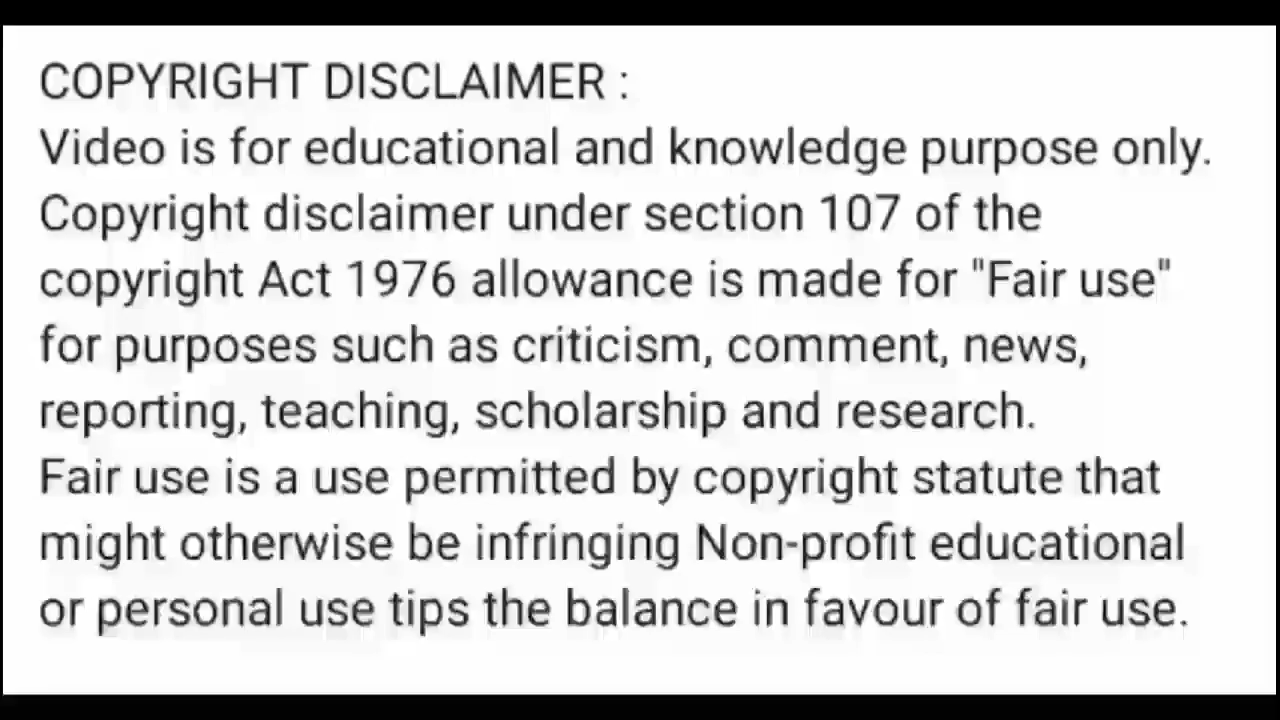 COPYRIGHT DISCLAIMER :
Video is for educational and knowledge purpose only.
Copyright disclaimer under section 107 of the
copyright Act 1976 allowance is made for "Fair use"
for purposes such as criticism, comment, news,
reporting, teaching, scholarship and research.
Fair use is a use permitted by copyright statute that
might otherwise be infringing Non-profit educational
or personal use tips the balance in favour of fair use.